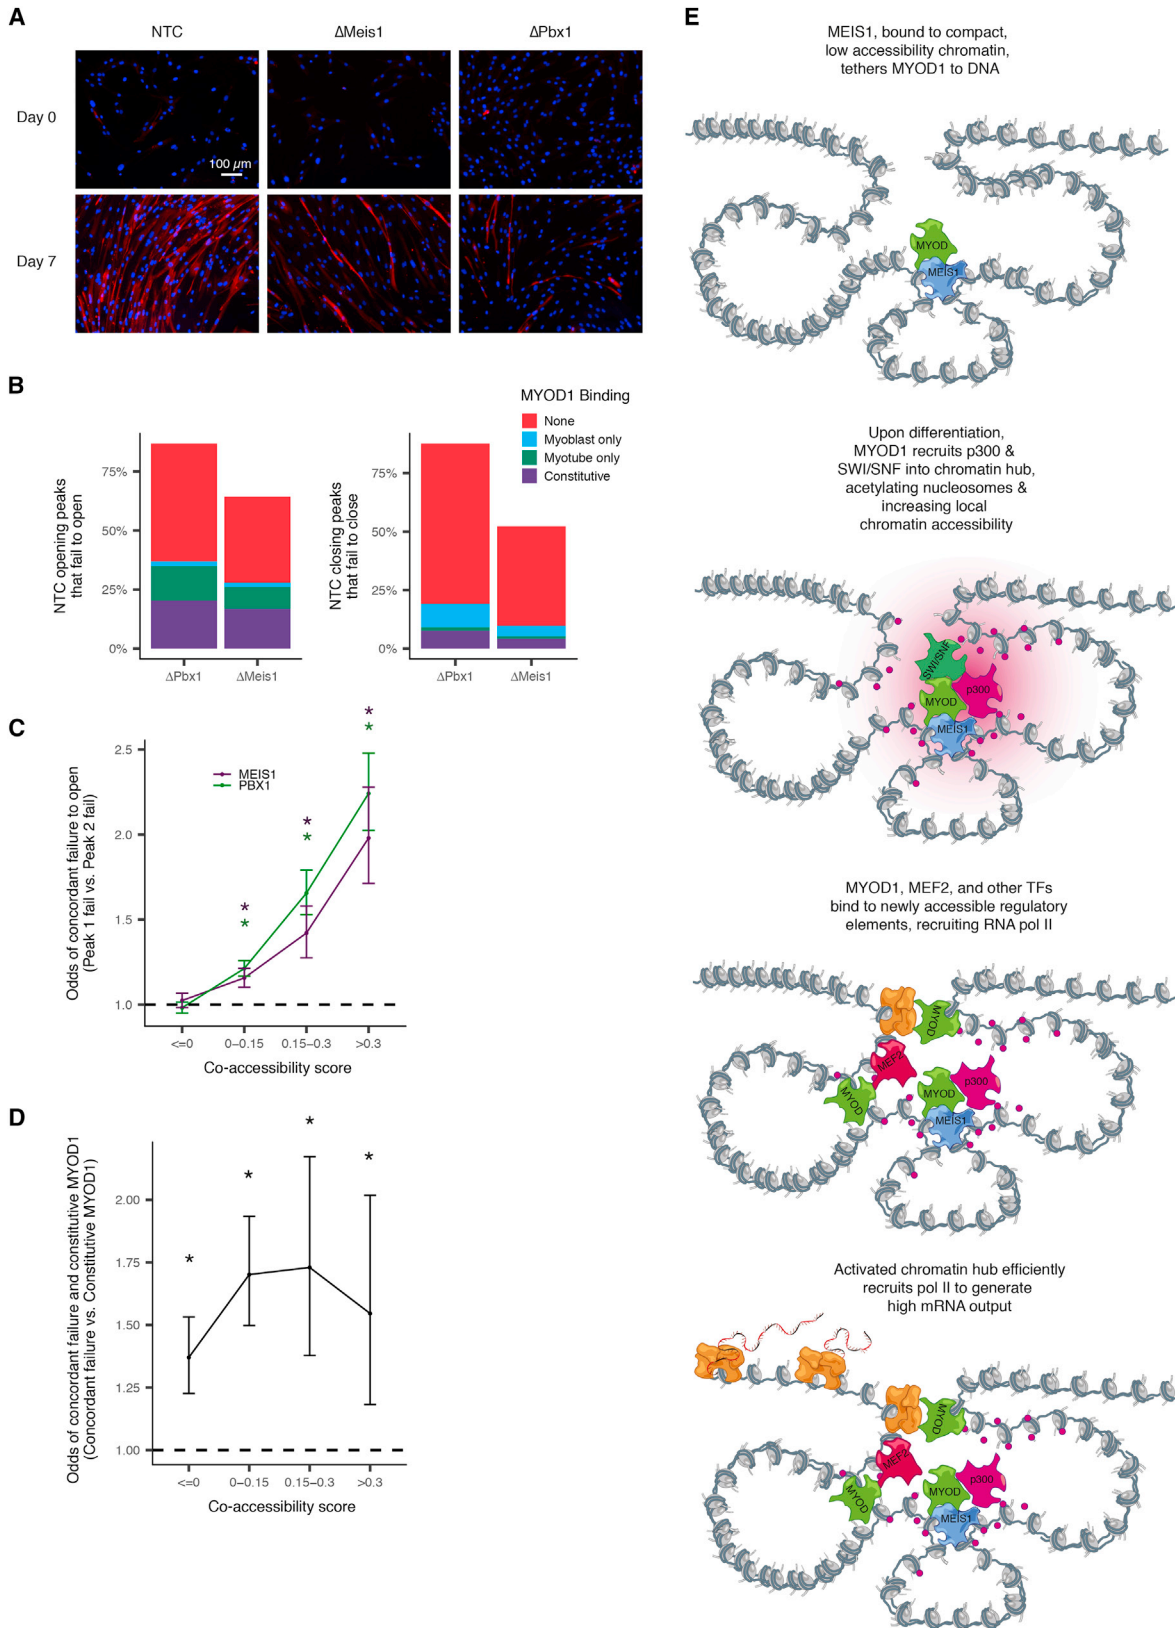 A
NTC
ΔMeis1
ΔPbx1
Day 0
100 µm
Day 7
B
MYOD1 Binding
None
Myoblast only
Myotube only
Constitutive
NTC opening peaks
that fail to open
75%
50%
25%
0%
ΔPbx1
ΔMeis1
NTC closing peaks
that fail to close
75%
50%
25%
0%
ΔPbx1
ΔMeis1
C
Odds of concordant failure to open
(Peak 1 fail vs. Peak 2 fail)
2.5
2.0
1.5
1.0
MEIS1
PBX1
* *
* *
* *
<=0
0–0.15
0.15–0.3
>0.3
Co-accessibility score
D
Odds of concordant failure and constitutive MYOD1
(Concordant failure vs. Constitutive MYOD1)
2.00
1.75
1.50
1.25
1.00
* * * *
<=0
0–0.15
0.15–0.3
>0.3
Co-accessibility score
E
MEIS1, bound to compact,
low accessibility chromatin,
tethers MYOD1 to DNA
MYOD
MEIS1
Upon differentiation,
MYOD1 recruits p300 &
SWI/SNF into chromatin hub,
acetylating nucleosomes &
increasing local
chromatin accessibility
SWI/SNF
p300
MYOD
MEIS1
MYOD1, MEF2, and other TFs
bind to newly accessible regulatory
elements, recruiting RNA pol II
MYOD
MEF2
MYOD
MYOD
p300
MEIS1
Activated chromatin hub efficiently
recruits pol II to generate
high mRNA output
MYOD
MEF2
MYOD
MYOD
p300
MEIS1